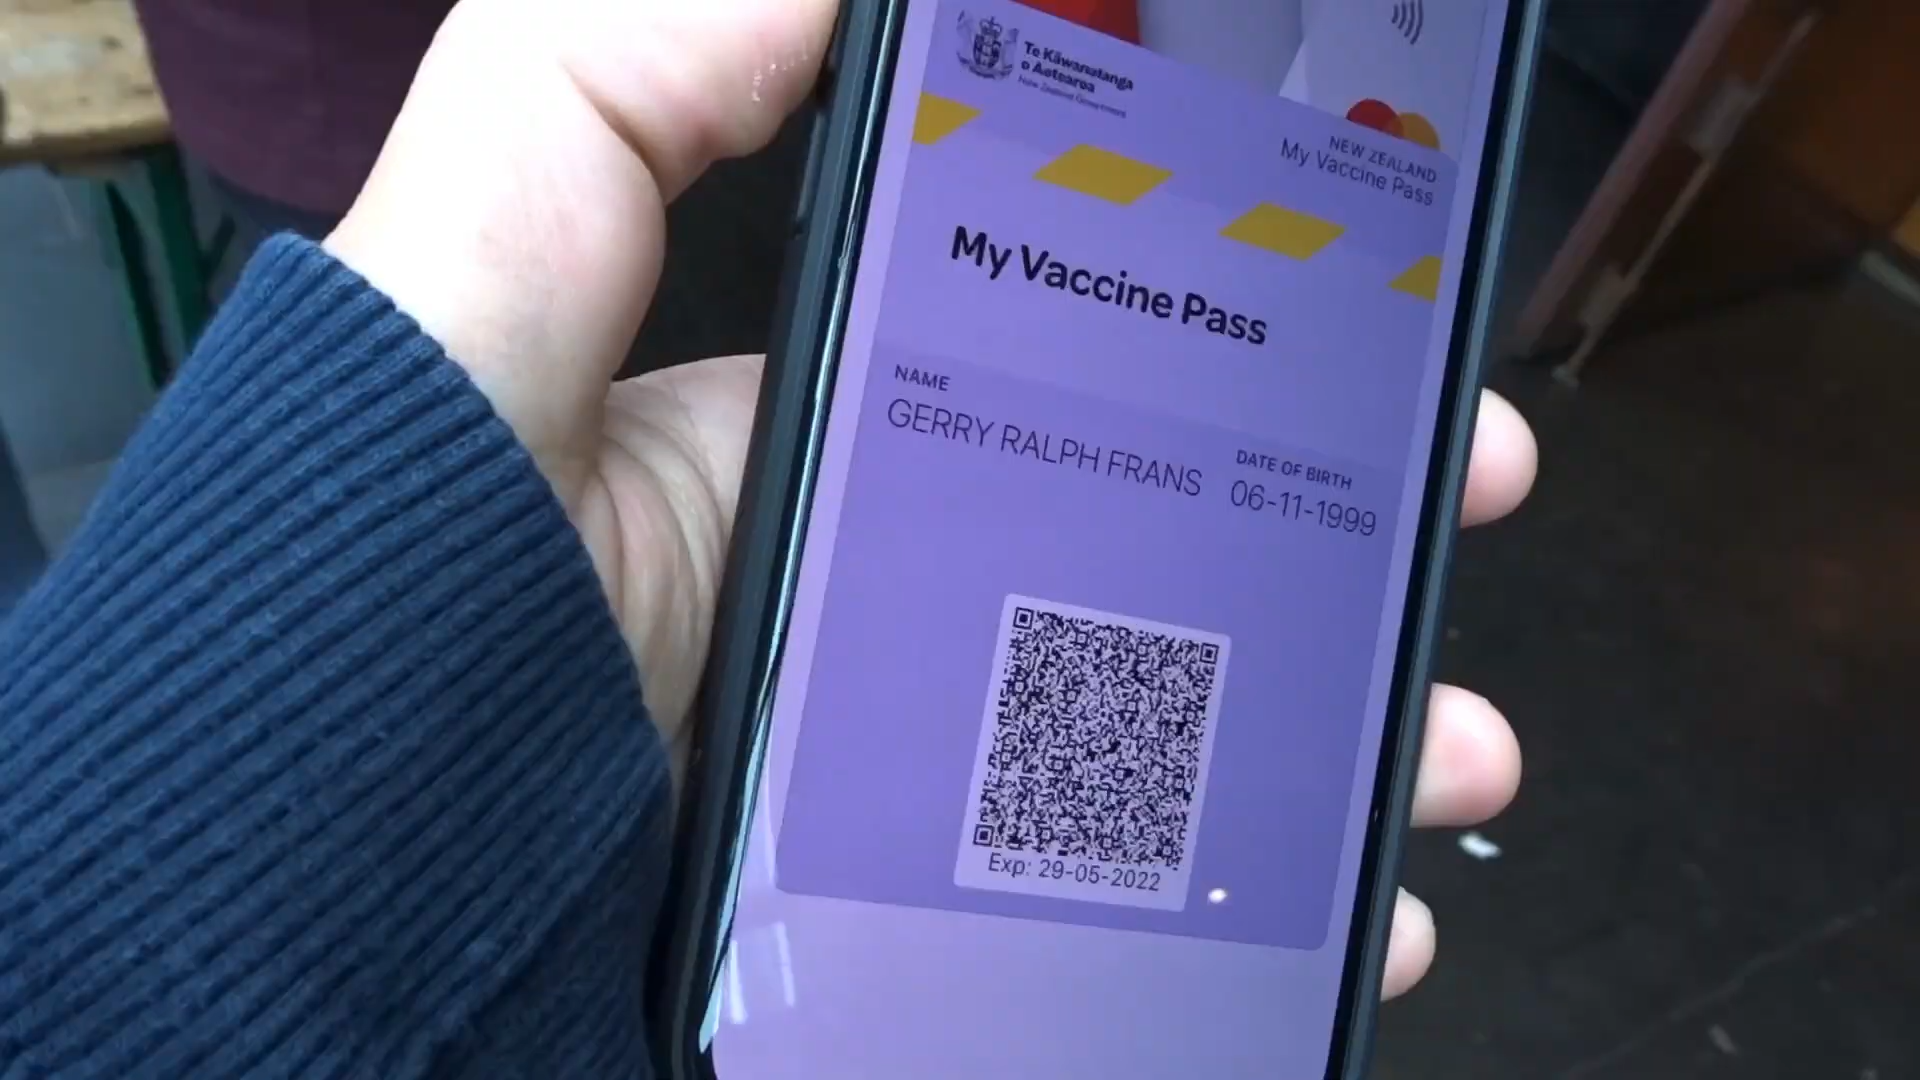 Te Kāwanatanga
o Aotearoa
New Zealand Government
NEW ZEALAND
My Vaccine Pass
My Vaccine Pass
NAME
GERRY RALPH FRANS
DATE OF BIRTH
06-11-1999
Exp: 29-05-2022